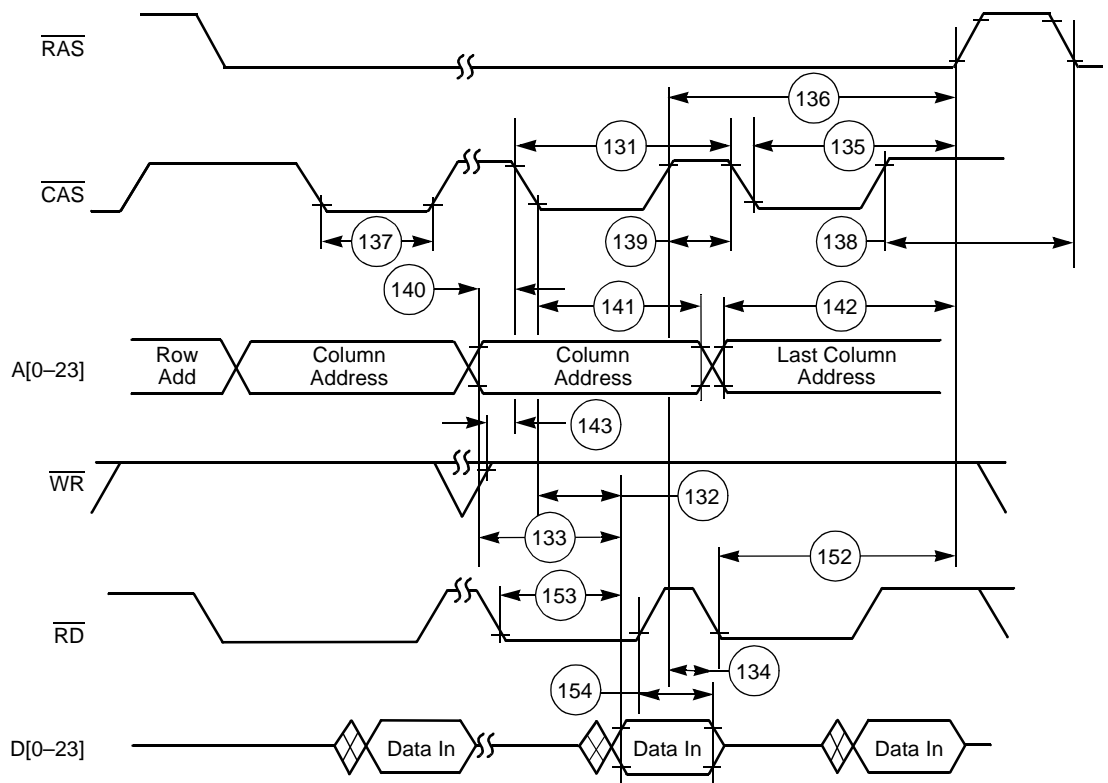 RAS
136
131
135
CAS
137
139
138
140
141
142
A[0–23]
Row
Add
Column
Address
Column
Address
Last Column
Address
143
WR
132
133
152
153
RD
134
154
D[0–23]
Data In
Data In
Data In